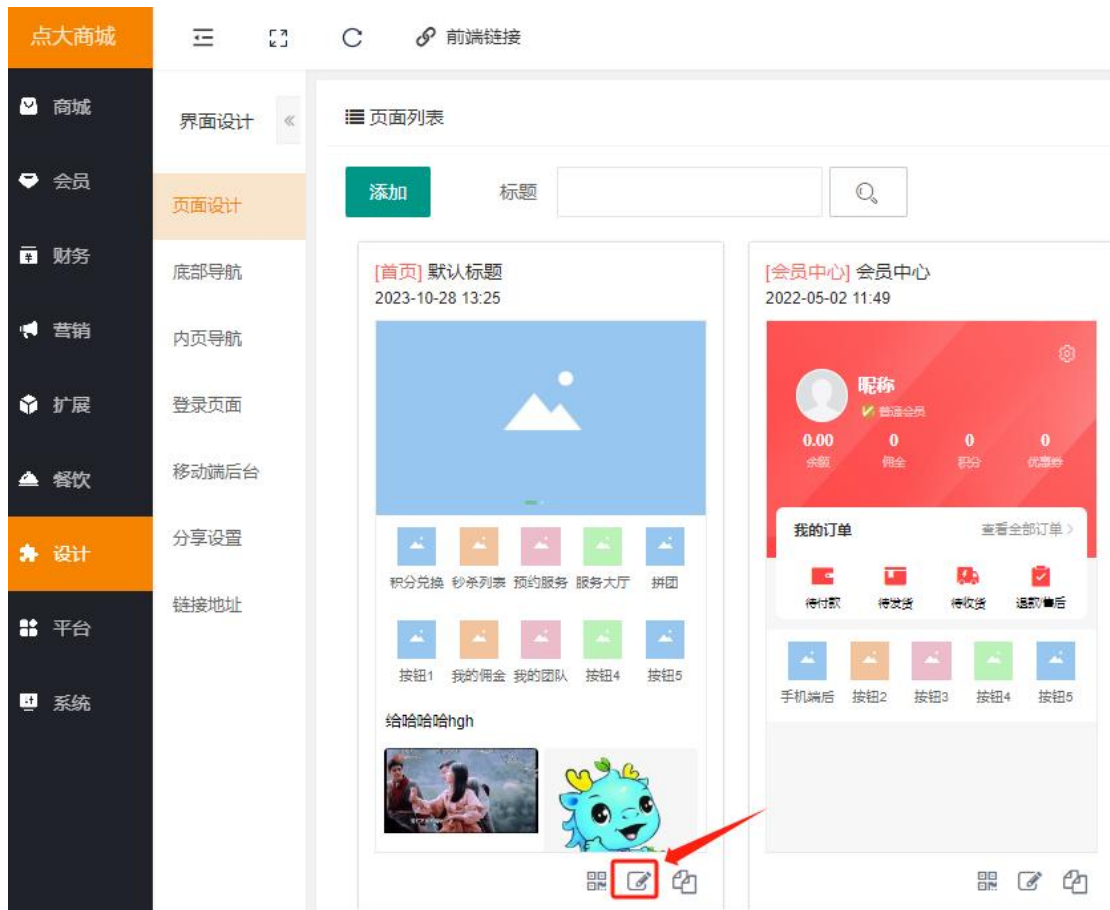 点大商城
前端链接
商城
会员
财务
营销
扩展
餐饮
设计
平台
系统
界面设计
页面设计
底部导航
内页导航
登录页面
移动端后台
分享设置
链接地址
页面列表
添加
标题
[首页] 默认标题
2023-10-28 13:25
积分兑换 秒杀列表 预约服务 服务大厅 拼团
按钮1 我的佣金 我的团队 按钮4 按钮5
给哈哈哈哈hgh
[会员中心] 会员中心
2022-05-02 11:49
昵称
普通会员
0.00 0 0 0
余额 佣金 积分 优惠券
我的订单 查看全部订单
待付款 待发货 待收货 退款/售后
手机端后 按钮2 按钮3 按钮4 按钮5